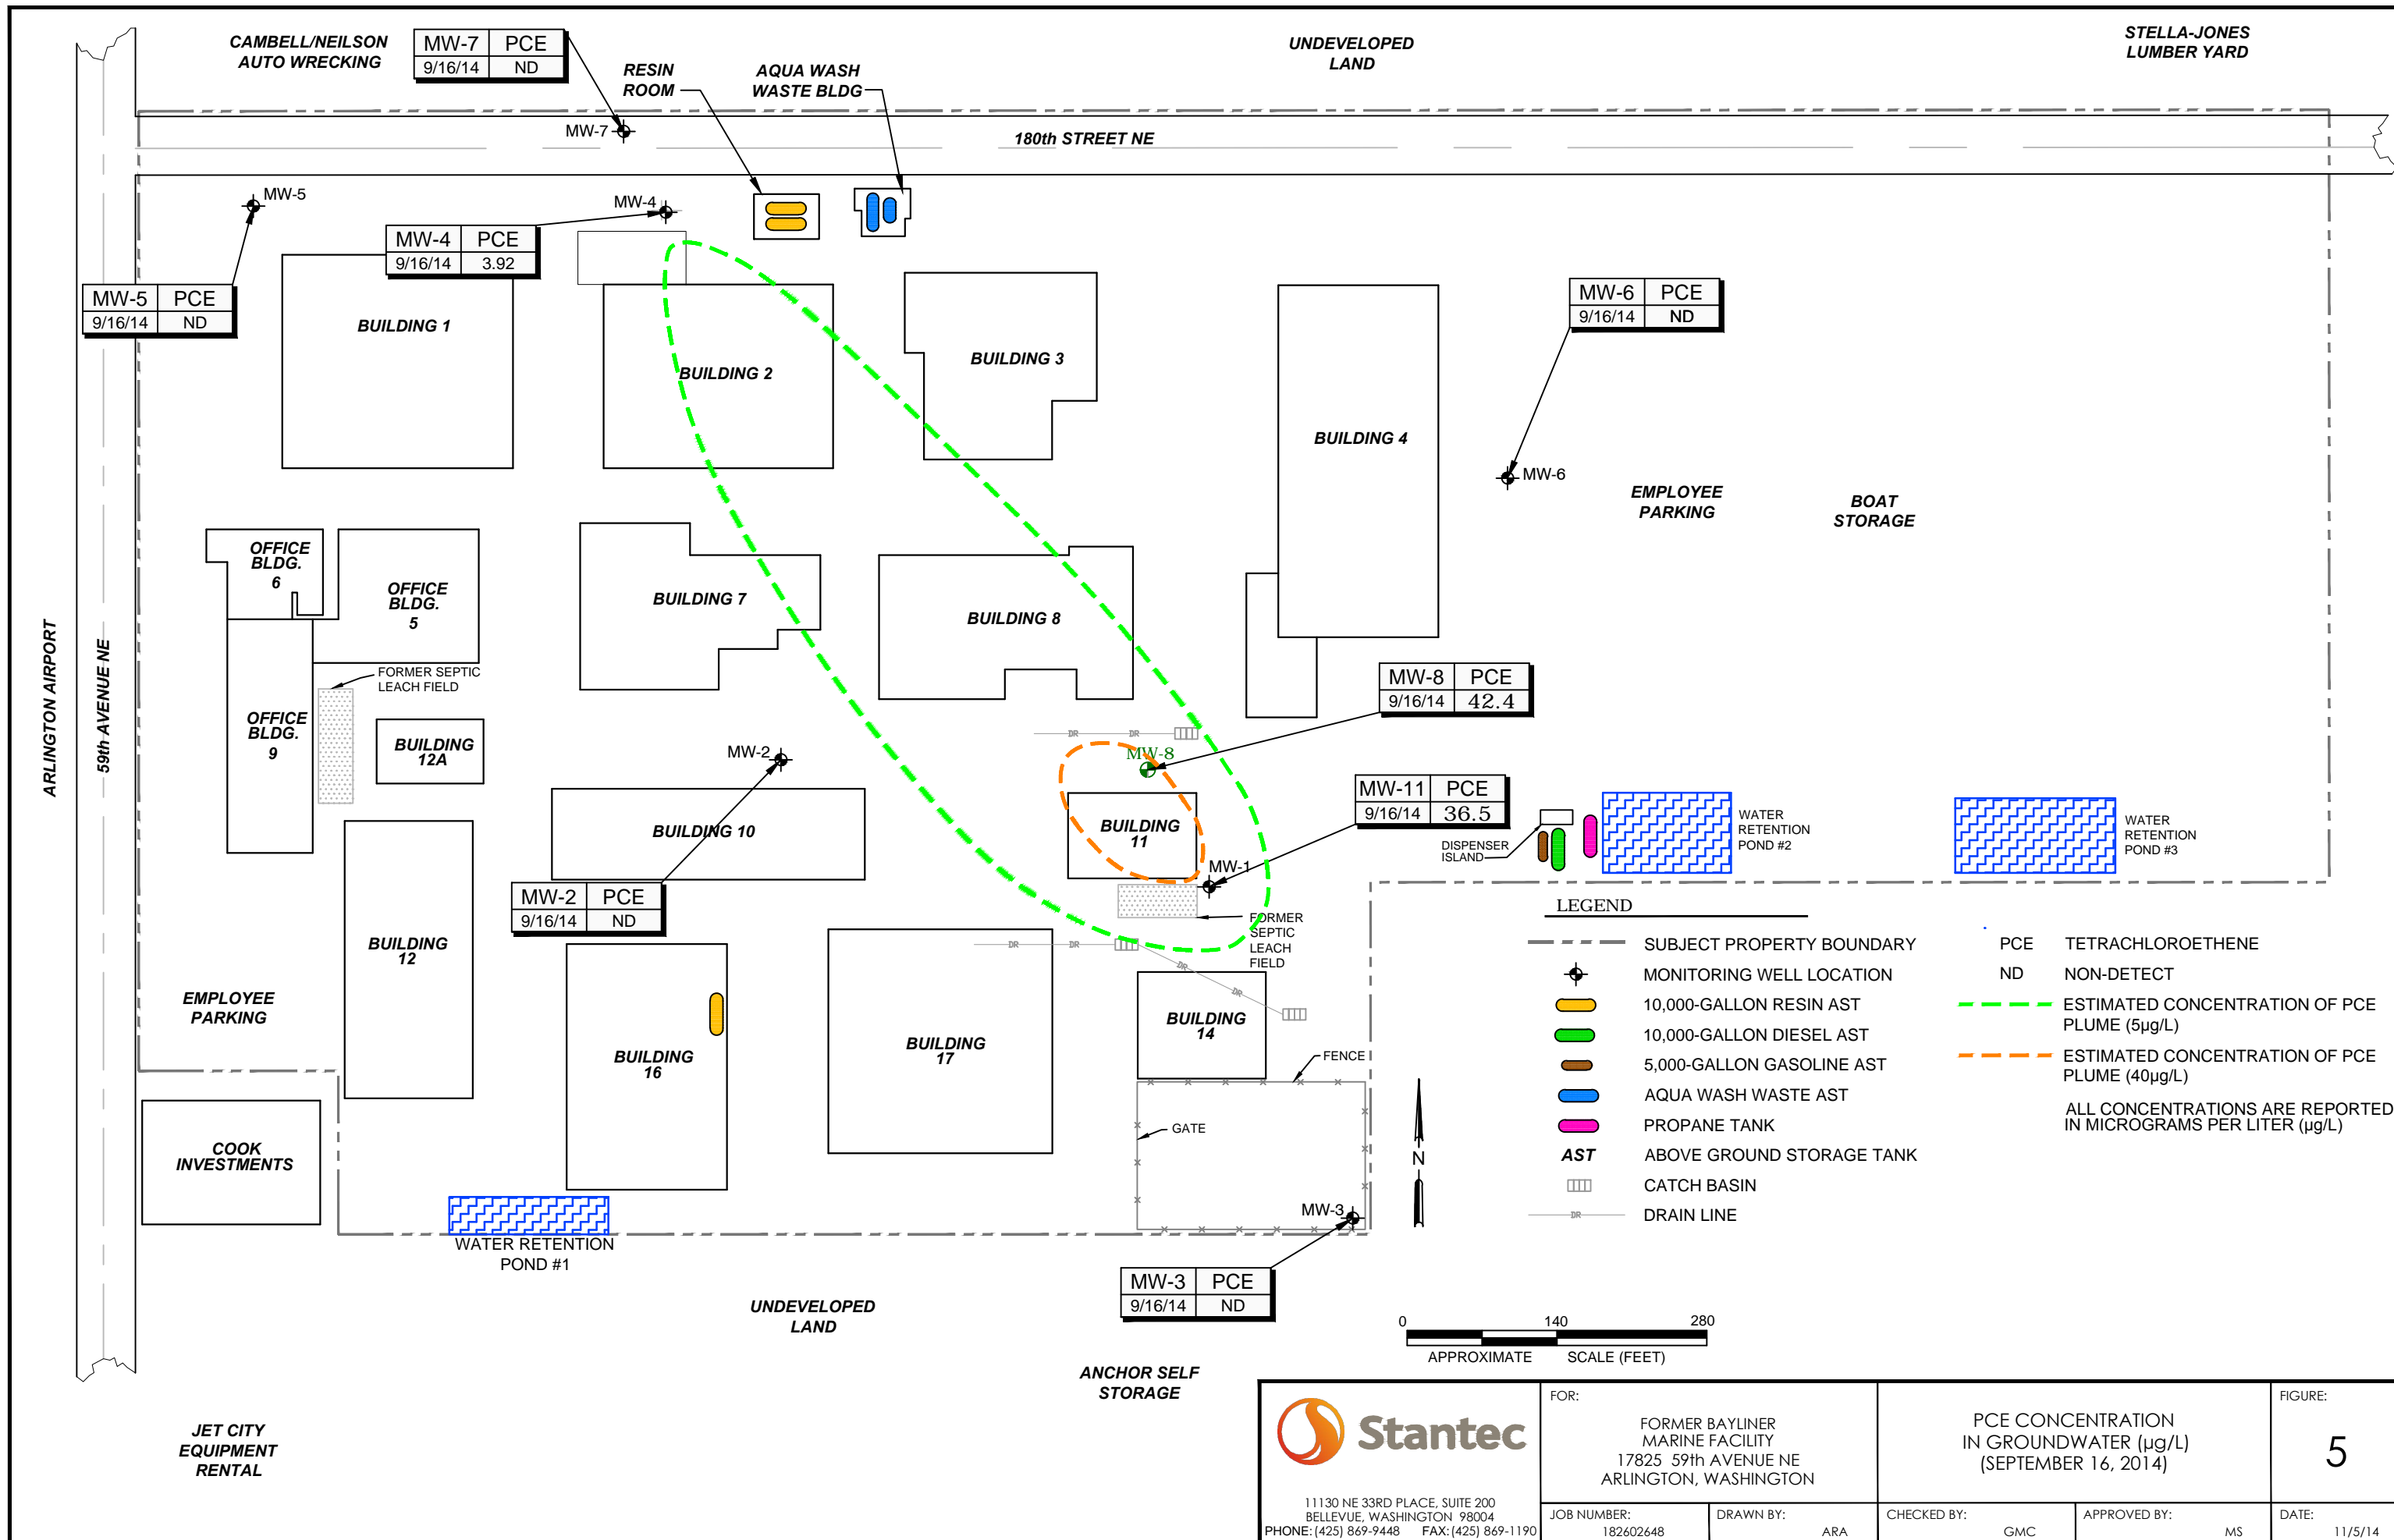 CAMBELL/NEILSON
AUTO WRECKING
MW-7 PCE
9/16/14 ND
RESIN
ROOM
AQUA WASH
WASTE BLDG
UNDEVELOPED
LAND
STELLA-JONES
LUMBER YARD
MW-7
180th STREET NE
MW-5
MW-4
MW-4 PCE
9/16/14 3.92
MW-5 PCE
9/16/14 ND
MW-6 PCE
9/16/14 ND
BUILDING 1
BUILDING 2
BUILDING 3
BUILDING 4
MW-6
EMPLOYEE
PARKING
BOAT
STORAGE
ARLINGTON AIRPORT
59th AVENUE NE
OFFICE
BLDG.
6
OFFICE
BLDG.
5
BUILDING 7
BUILDING 8
FORMER SEPTIC
LEACH FIELD
OFFICE
BLDG.
9
BUILDING
12A
MW-8 PCE
9/16/14 42.4
DR DR
MW-2
MW-8
MW-11 PCE
9/16/14 36.5
BUILDING 10
BUILDING
11
DISPENSER
ISLAND
WATER
RETENTION
POND #2
WATER
RETENTION
POND #3
MW-1
MW-2 PCE
9/16/14 ND
FORMER
SEPTIC
LEACH
FIELD
DR DR
DR
DR
BUILDING
12
EMPLOYEE
PARKING
BUILDING
16
BUILDING
17
BUILDING
14
FENCE
GATE
COOK
INVESTMENTS
MW-3
N
WATER RETENTION
POND #1
MW-3 PCE
9/16/14 ND
UNDEVELOPED
LAND
ANCHOR SELF
STORAGE
JET CITY
EQUIPMENT
RENTAL
LEGEND
SUBJECT PROPERTY BOUNDARY
MONITORING WELL LOCATION
10,000-GALLON RESIN AST
10,000-GALLON DIESEL AST
5,000-GALLON GASOLINE AST
AQUA WASH WASTE AST
PROPANE TANK
AST ABOVE GROUND STORAGE TANK
CATCH BASIN
DR DRAIN LINE
PCE TETRACHLOROETHENE
ND NON-DETECT
ESTIMATED CONCENTRATION OF PCE
PLUME (5µg/L)
ESTIMATED CONCENTRATION OF PCE
PLUME (40µg/L)
ALL CONCENTRATIONS ARE REPORTED
IN MICROGRAMS PER LITER (µg/L)
0 140 280
APPROXIMATE SCALE (FEET)
Stantec
11130 NE 33RD PLACE, SUITE 200
BELLEVUE, WASHINGTON 98004
PHONE: (425) 869-9448 FAX: (425) 869-1190
FOR:
FORMER BAYLINER
MARINE FACILITY
17825 59th AVENUE NE
ARLINGTON, WASHINGTON
PCE CONCENTRATION
IN GROUNDWATER (µg/L)
(SEPTEMBER 16, 2014)
FIGURE:
5
JOB NUMBER:
182602648
DRAWN BY:
ARA
CHECKED BY:
GMC
APPROVED BY:
MS
DATE:
11/5/14